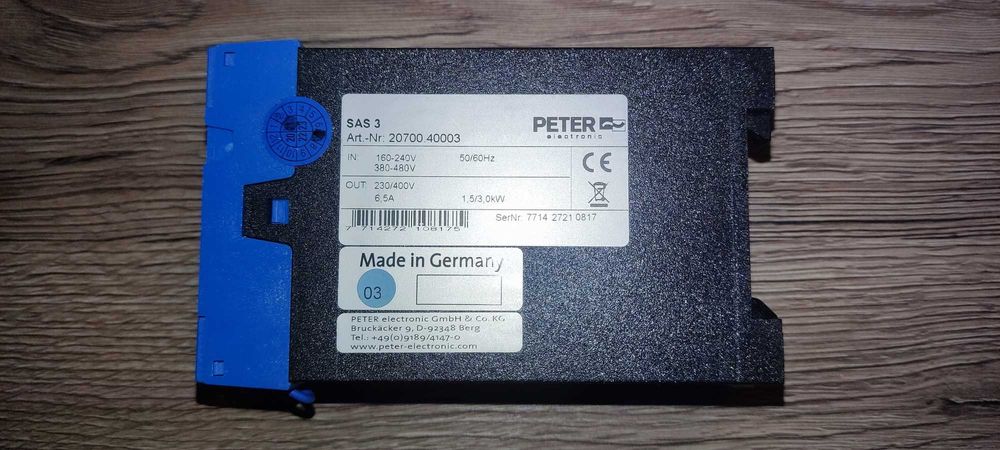 SAS 3
Art.-Nr: 20700 40003
PETER
electronic
IN: 160-240V 50/60Hz
380-480V
OUT: 230/400V
6,5A 1,5/3,0kW
CE
SerNr: 7714 2721 0817
7 714272 108175
Made in Germany
03
PETER electronic GmbH & Co. KG
Bruckäcker 9, D-92348 Berg
Tel.: +49(0)9189/4147-0
www.peter-electronic.com